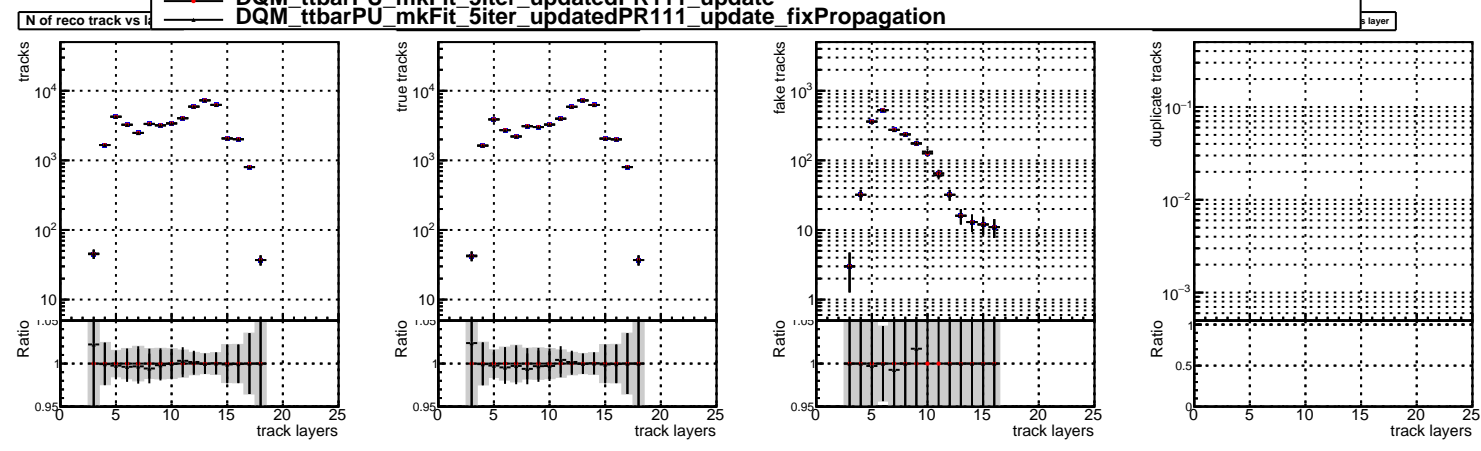 DQM_ttbarPU_mkFit_5iter_updatedPR111_update
DQM_ttbarPU_mkFit_5iter_updatedPR111_update_fixPropagation
N of reco track vs la
s layer
tracks
10⁴
10³
10²
10
Ratio
1.05
1
0.95
0 5 10 15 20 25
track layers
true tracks
10⁴
10³
10²
10
Ratio
1.05
1
0.95
0 5 10 15 20 25
track layers
fake tracks
10³
10²
10
1
Ratio
1.05
1
0.95
0 5 10 15 20 25
track layers
duplicate tracks
10⁻¹
10⁻²
10⁻³
Ratio
1
0.5
0
0 5 10 15 20 25
track layers